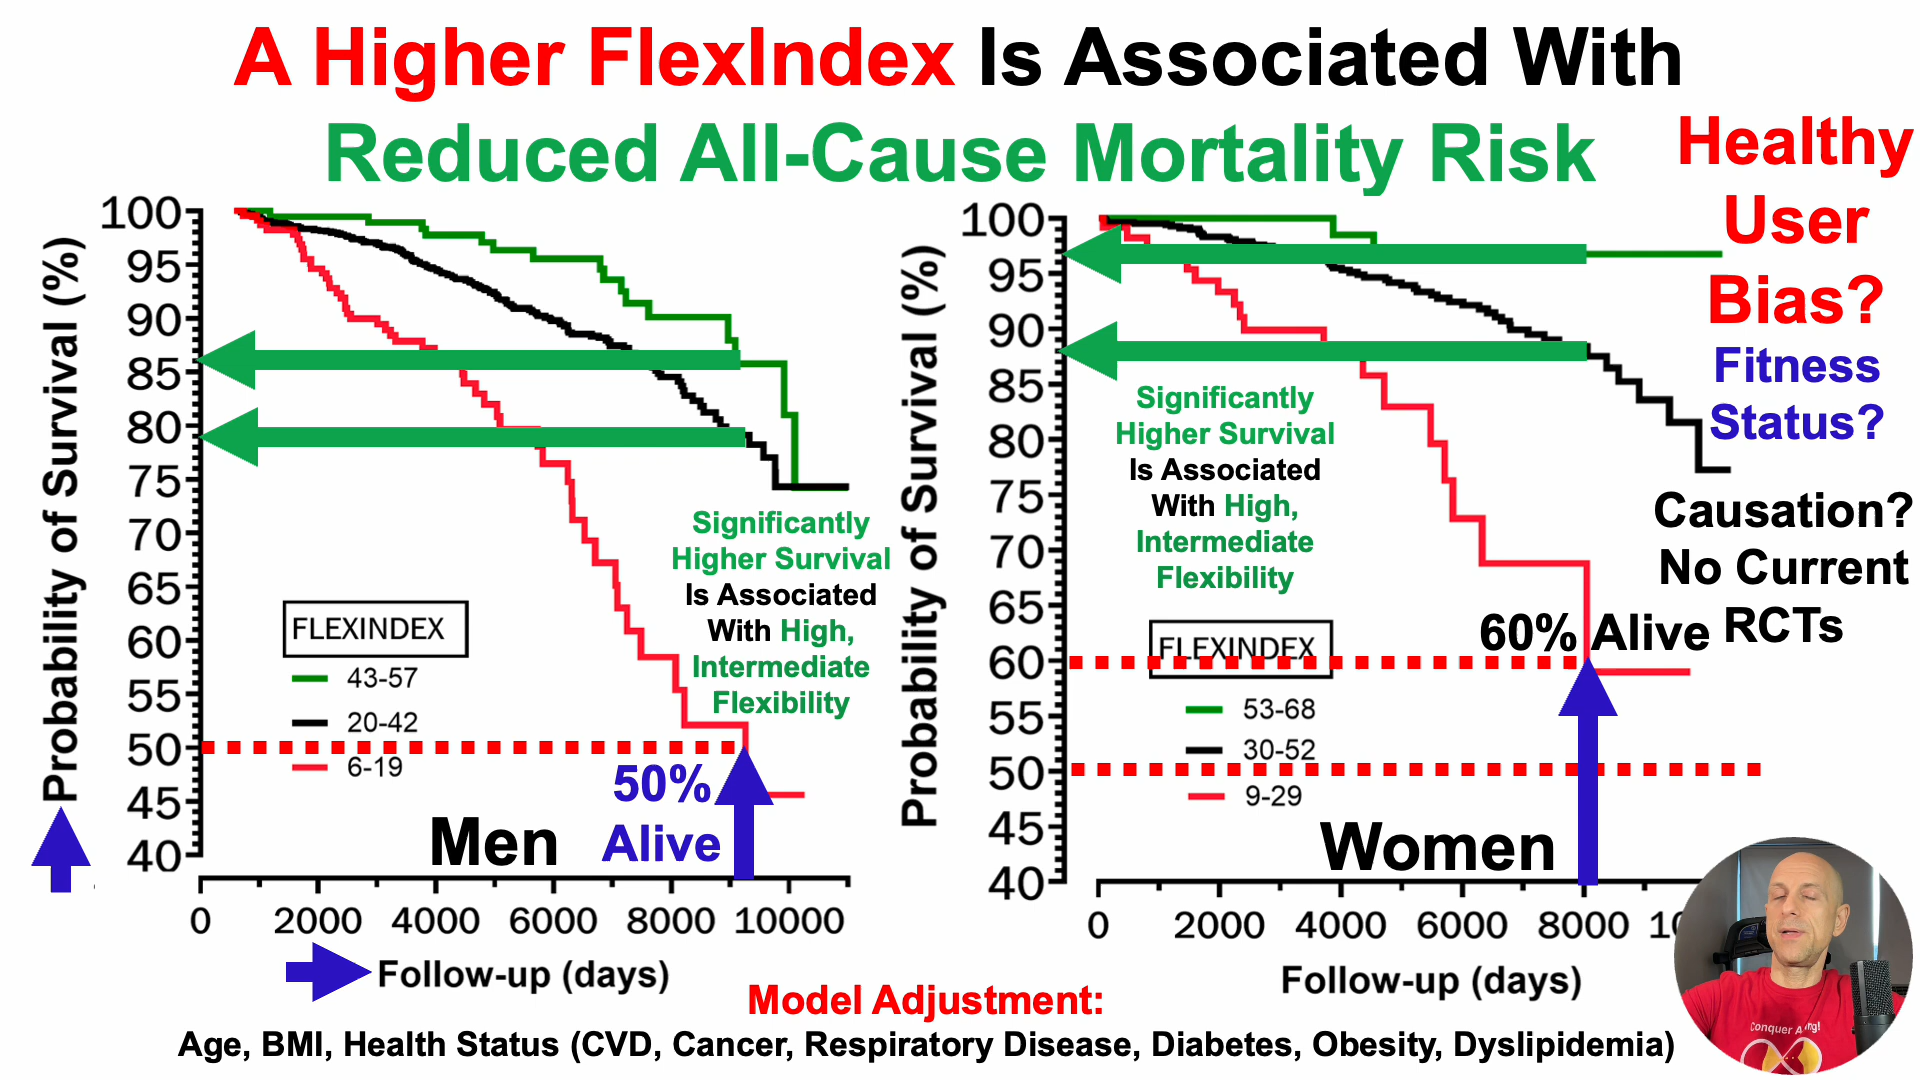 A Higher FlexIndex Is Associated With
Reduced All-Cause Mortality Risk
Healthy
User
Bias?
Fitness
Status?
Causation?
No Current
RCTs
Probability of Survival (%)
100
95
90
85
80
75
70
65
60
55
50
45
40
Significantly
Higher Survival
Is Associated
With High,
Intermediate
Flexibility
FLEXINDEX
43-57
20-42
6-19
50%
Alive
Men
0 2000 4000 6000 8000 10000
Follow-up (days)
Probability of Survival (%)
100
95
90
85
80
75
70
65
60
55
50
45
40
Significantly
Higher Survival
Is Associated
With High,
Intermediate
Flexibility
60% Alive
FLEXINDEX
53-68
30-52
9-29
Women
0 2000 4000 6000 8000
Follow-up (days)
Model Adjustment:
Age, BMI, Health Status (CVD, Cancer, Respiratory Disease, Diabetes, Obesity, Dyslipidemia)